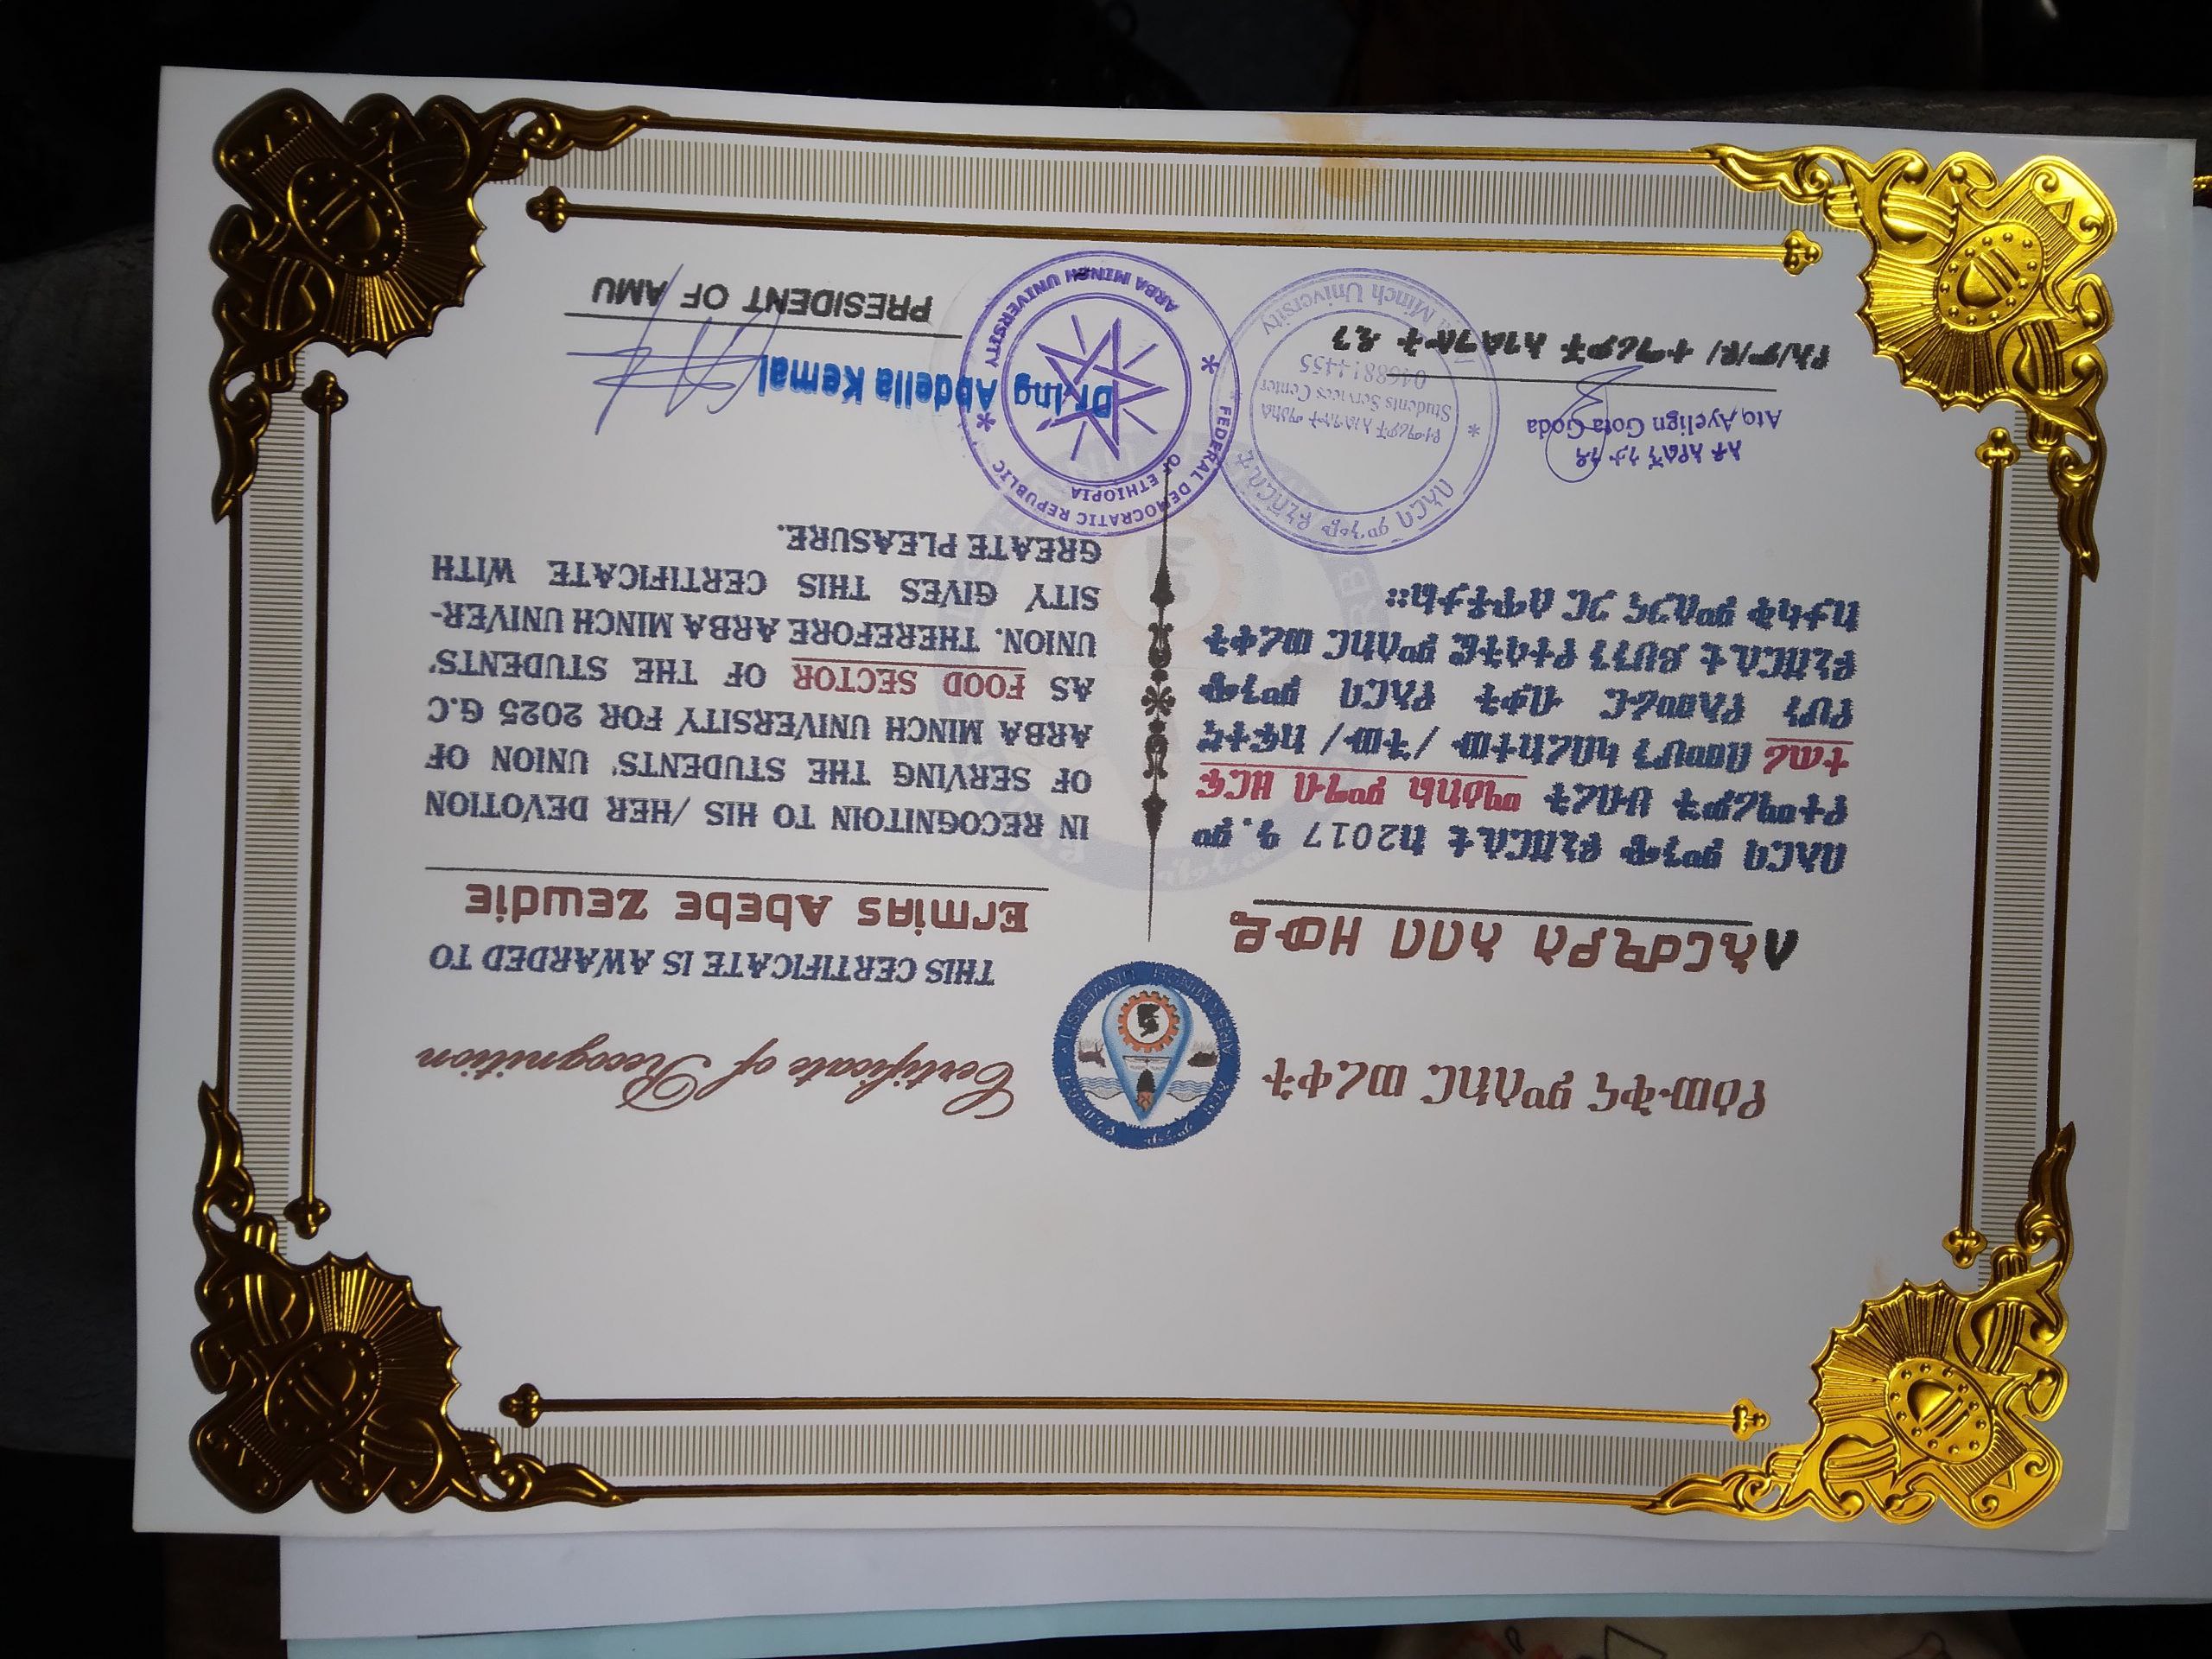 የዕውቅና ምስክር ወረቀት
ለኤርሚያስ አበበ ዘውዴ
በአርባ ምንጭ ዩኒቨርሲቲ ከ2017 ዓ.ም
የተማሪዎች ህብረት ማዕከል ምግብ ዘርፍ
ተጠሪ በመሆን ላበረከተው /ችው/ ከፍተኛ
የሆነ የአመራር ብቃት የአርባ ምንጭ
ዩኒቨርሲቲ ይህንን የተሳትፎ ምስክር ወረቀት
ከታላቅ ምስጋና ጋር ሰጥቶታል፡፡
አቶ አየልኝ ጎታ ጎዳ
Ato Ayelign Gota Goda
የአ/ም/ዩ/ ተማሪዎች አገልግሎት ዲን
በአርባ ምንጭ ዩኒቨርሲቲ
የተማሪዎች አገልግሎት ማዕከል
Students Services Center
Minch University
ARBA MINCH UNIVERSITY
Certificate of Recognition
THIS CERTIFICATE IS AWARDED TO
Ermias Abebe Zewdie
IN RECOGNITOIN TO HIS /HER DEVOTION
OF SERVING THE STUDENTS' UNION OF
ARBA MINCH UNIVERSITY FOR 2025 G.C
AS FOOD SECTOR OF THE STUDENTS'
UNION. THEREFORE ARBA MINCH UNIVER-
SITY GIVES THIS CERTIFICATE WITH
GREATE PLEASURE.
FEDERAL DEMOCRATIC REPUBLIC
OF ETHIOPIA
ARBA MINCH UNIVERSITY
Dr Ing Abdella Kemal
PRESIDENT OF AMU